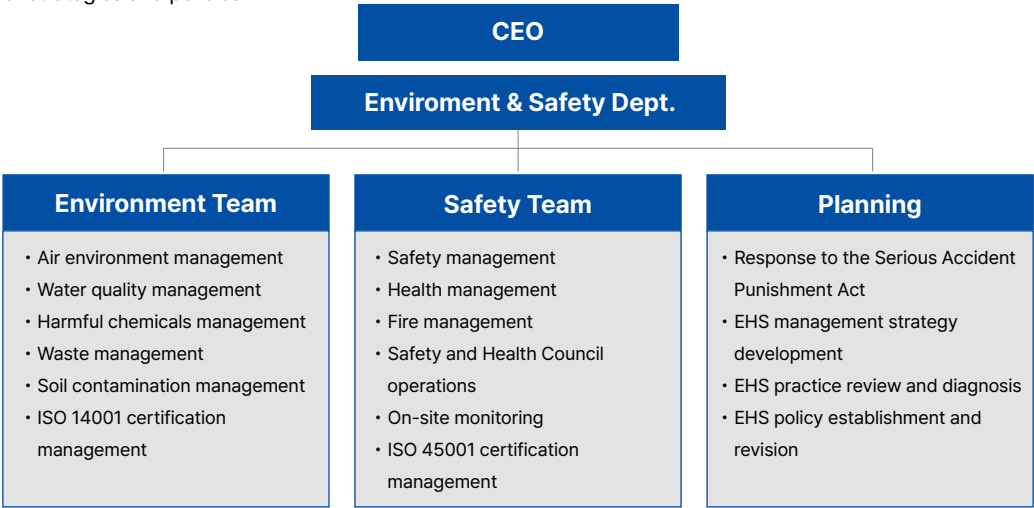 CEO
Enviroment & Safety Dept.
Environment Team
・Air environment management
・Water quality management
・Harmful chemicals management
・Waste management
・Soil contamination management
・ISO 14001 certification
management
Safety Team
・Safety management
・Health management
・Fire management
・Safety and Health Council
operations
・On-site monitoring
・ISO 45001 certification
management
Planning
・Response to the Serious Accident
Punishment Act
・EHS management strategy
development
・EHS practice review and diagnosis
・EHS policy establishment and
revision